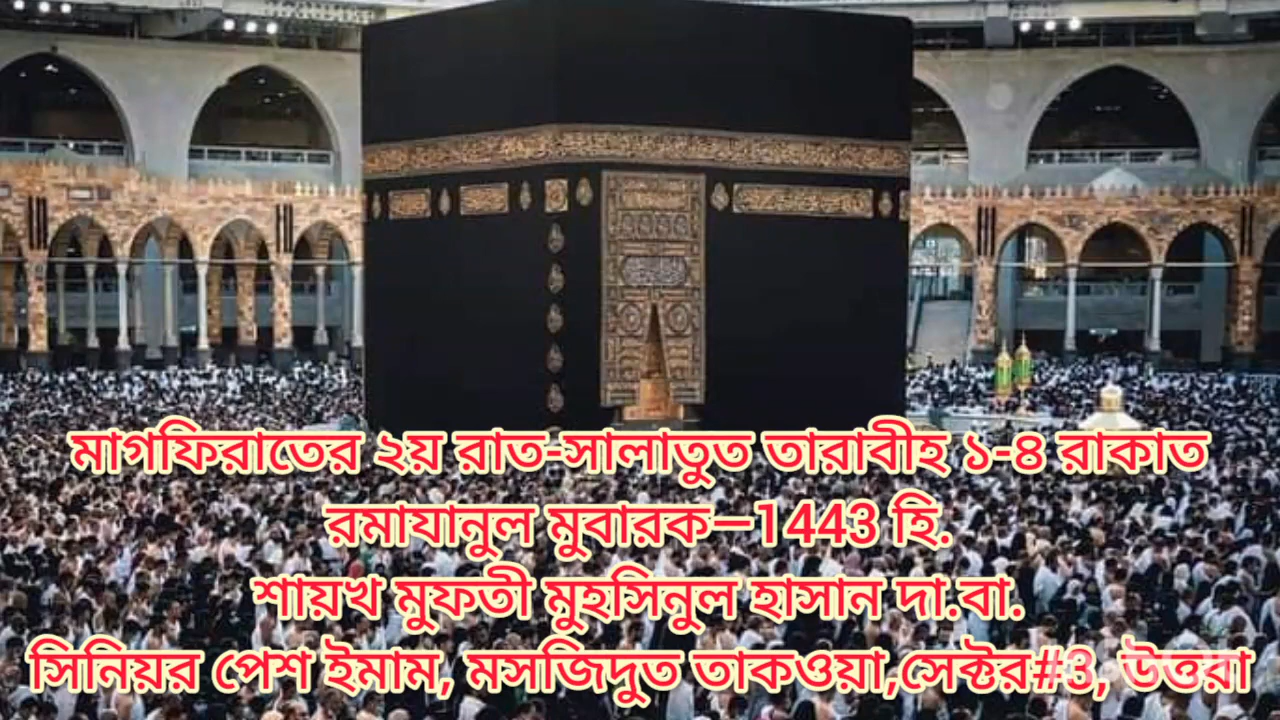 মাগফিরাতের ২য় রাত-সালাতুত তারাবীহ ১-৪ রাকাত
রমাযানুল মুবারক–1443 হি.
শায়খ মুফতী মুহসিনুল হাসান দা.বা.
সিনিয়র পেশ ইমাম, মসজিদুত তাকওয়া,সেক্টর#3, উত্তরা